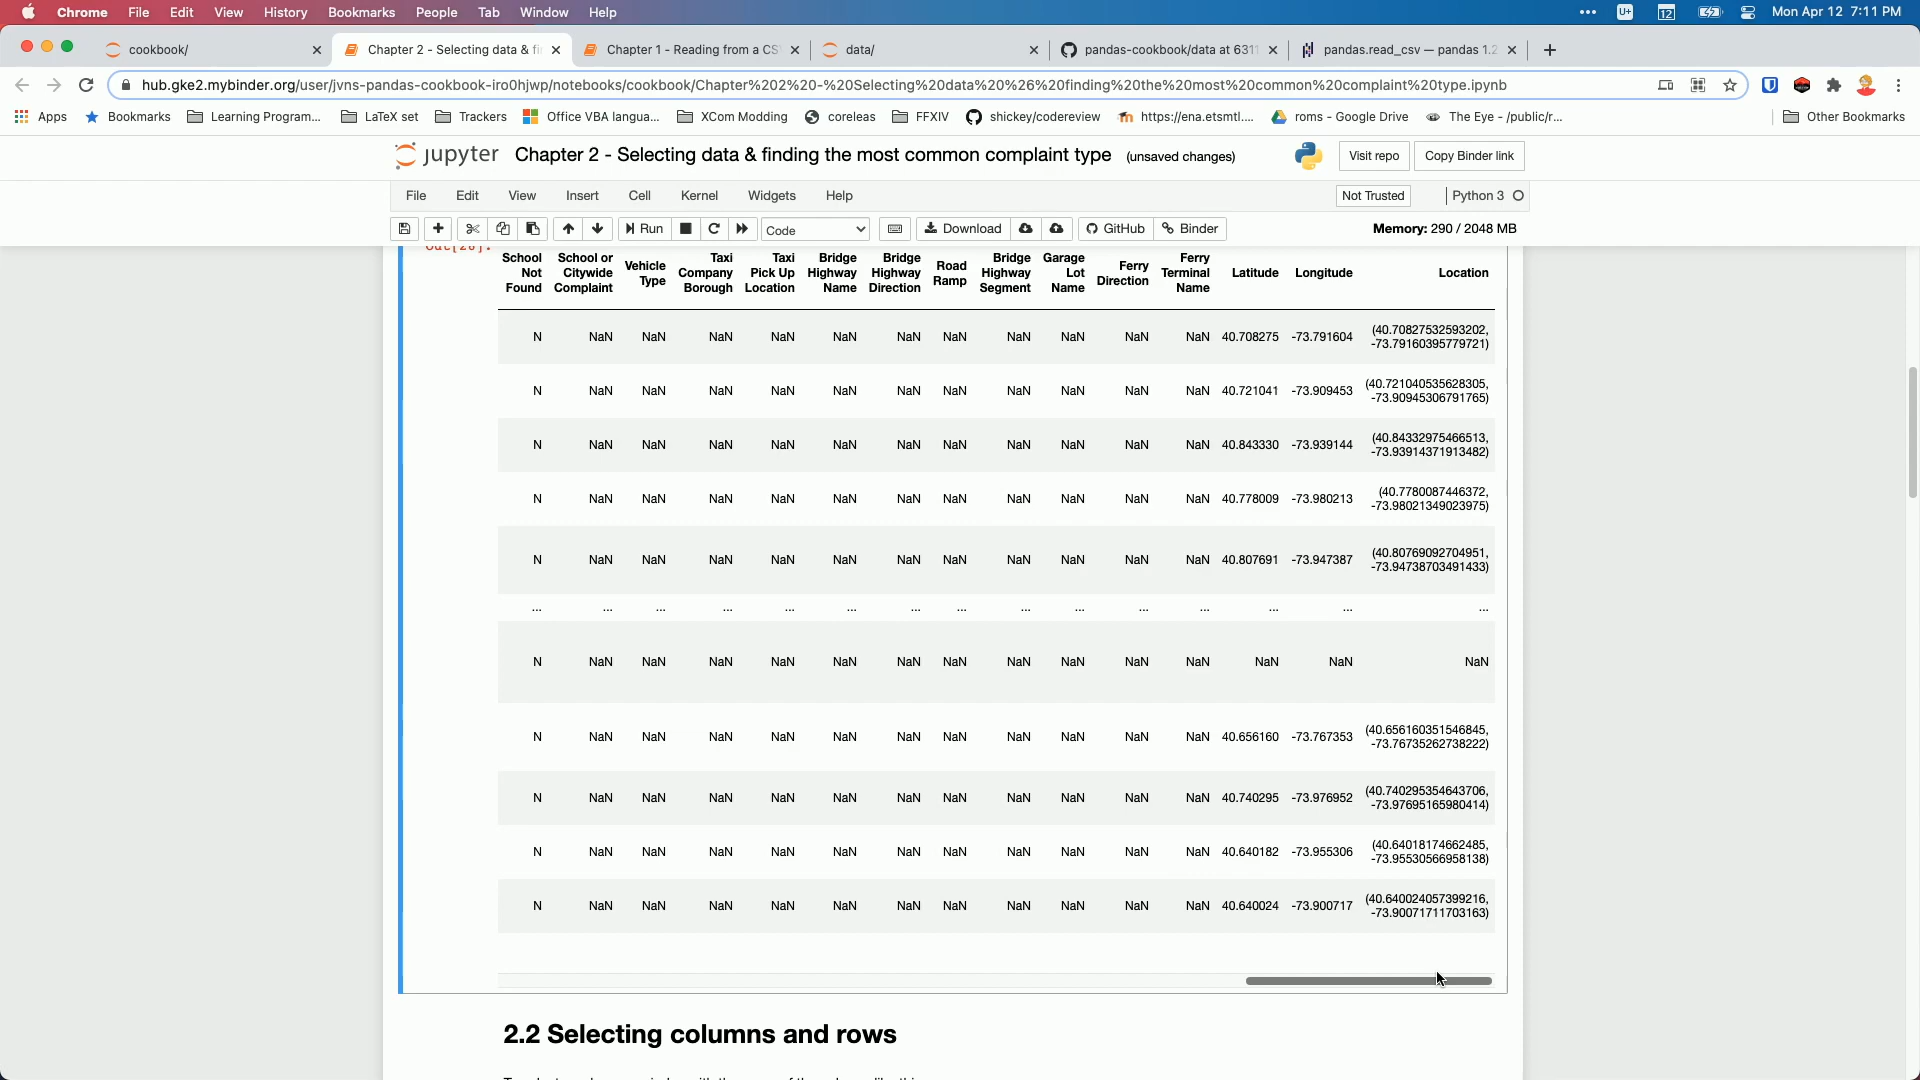 Chrome File Edit View History Bookmarks People Tab Window Help ••• U+ 12 Mon Apr 12 7:11 PM
cookbook/ Chapter 2 - Selecting data & fi Chapter 1 - Reading from a CS data/ pandas-cookbook/data at 6311 pandas.read_csv — pandas 1.2
hub.gke2.mybinder.org/user/jvns-pandas-cookbook-iro0hjwp/notebooks/cookbook/Chapter%202%20-%20Selecting%20data%20%26%20finding%20the%20most%20common%20complaint%20type.ipynb
Apps Bookmarks Learning Program... LaTeX set Trackers Office VBA langua... XCom Modding coreleas FFXIV shickey/codereview https://ena.etsmtl.... roms - Google Drive The Eye - /public/r... Other Bookmarks
jupyter Chapter 2 - Selecting data & finding the most common complaint type (unsaved changes) Visit repo Copy Binder link
File Edit View Insert Cell Kernel Widgets Help Not Trusted Python 3
Run Code Download GitHub Binder Memory: 290 / 2048 MB
School School or Taxi Taxi Bridge Bridge Bridge Garage Ferry
Not Citywide Vehicle Company Pick Up Highway Highway Road Highway Lot Ferry Terminal Latitude Longitude Location
Found Complaint Type Borough Location Name Direction Ramp Segment Name Direction Name
N NaN NaN NaN NaN NaN NaN NaN NaN NaN NaN NaN 40.708275 -73.791604 (40.70827532593202,
-73.79160395779721)
N NaN NaN NaN NaN NaN NaN NaN NaN NaN NaN NaN 40.721041 -73.909453 (40.721040535628305,
-73.90945306791765)
N NaN NaN NaN NaN NaN NaN NaN NaN NaN NaN NaN 40.843330 -73.939144 (40.84332975466513,
-73.93914371913482)
N NaN NaN NaN NaN NaN NaN NaN NaN NaN NaN NaN 40.778009 -73.980213 (40.7780087446372,
-73.98021349023975)
N NaN NaN NaN NaN NaN NaN NaN NaN NaN NaN NaN 40.807691 -73.947387 (40.80769092704951,
-73.94738703491433)
... ... ... ... ... ... ... ... ... ... ... ... ... ... ...
N NaN NaN NaN NaN NaN NaN NaN NaN NaN NaN NaN NaN NaN NaN
N NaN NaN NaN NaN NaN NaN NaN NaN NaN NaN NaN 40.656160 -73.767353 (40.656160351546845,
-73.76735262738222)
N NaN NaN NaN NaN NaN NaN NaN NaN NaN NaN NaN 40.740295 -73.976952 (40.740295354643706,
-73.97695165980414)
N NaN NaN NaN NaN NaN NaN NaN NaN NaN NaN NaN 40.640182 -73.955306 (40.64018174662485,
-73.95530566958138)
N NaN NaN NaN NaN NaN NaN NaN NaN NaN NaN NaN 40.640024 -73.900717 (40.640024057399216,
-73.90071711703163)
2.2 Selecting columns and rows